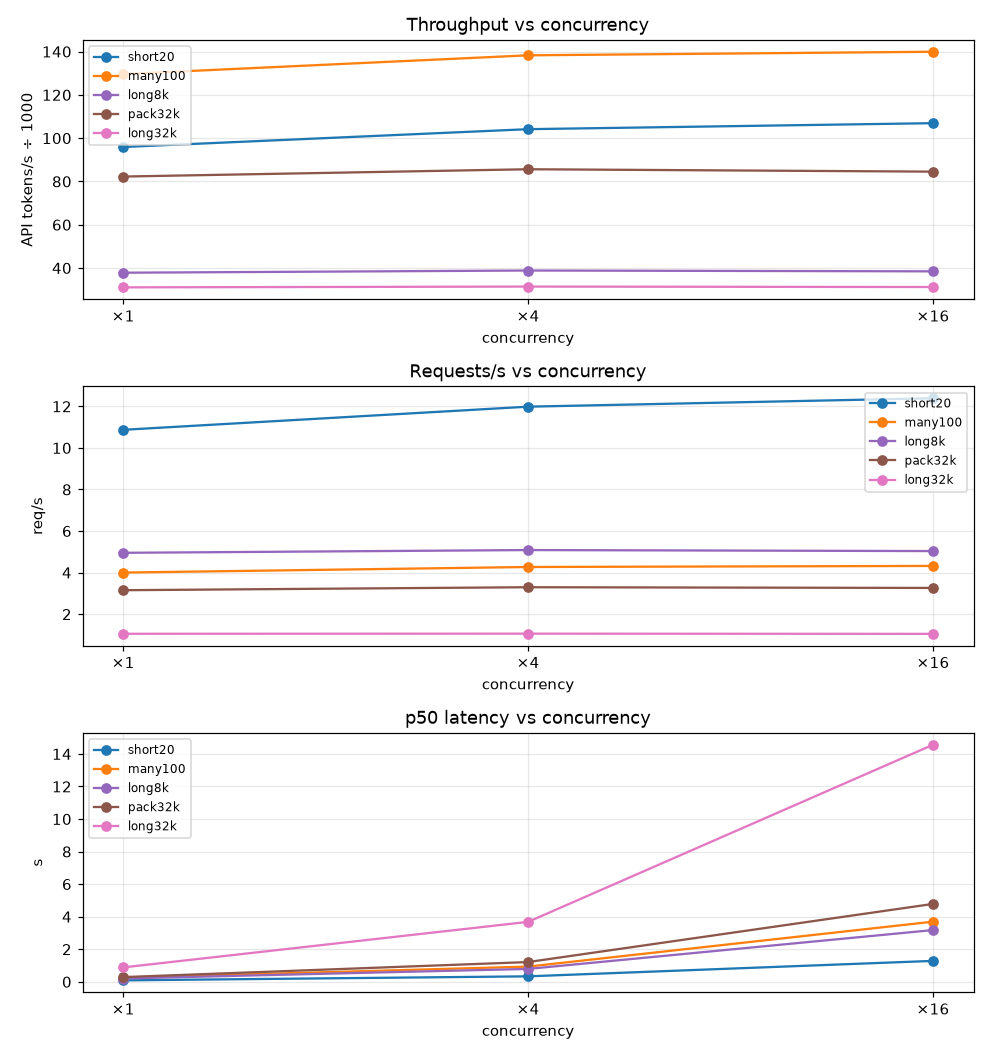 Throughput vs concurrency
short20
many100
long8k
pack32k
long32k
140
120
100
80
60
40
API tokens/s ÷ 1000
×1
×4
×16
concurrency
Requests/s vs concurrency
short20
many100
long8k
pack32k
long32k
12
10
8
6
4
2
req/s
×1
×4
×16
concurrency
p50 latency vs concurrency
short20
many100
long8k
pack32k
long32k
14
12
10
8
6
4
2
0
s
×1
×4
×16
concurrency